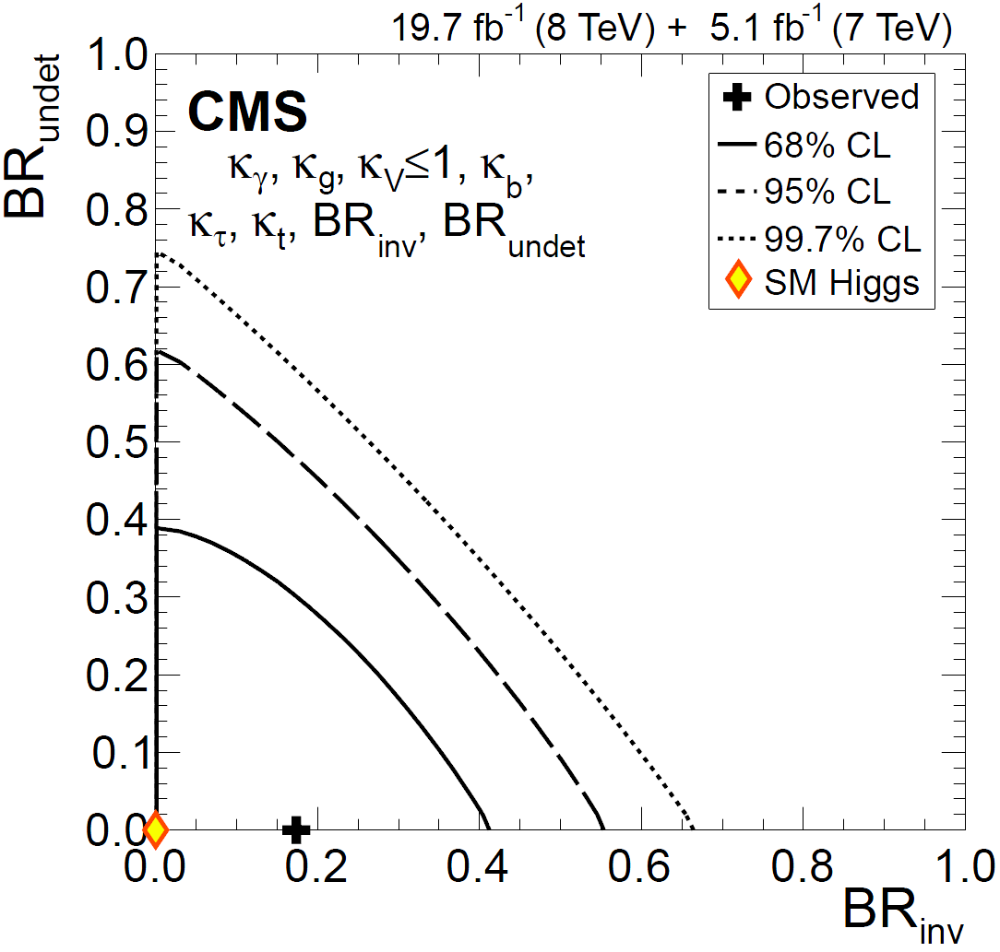 19.7 fb-1 (8 TeV) + 5.1 fb-1 (7 TeV)
BRundet
1.0
0.9
0.8
0.7
0.6
0.5
0.4
0.3
0.2
0.1
0.0
CMS
κγ, κg, κV≤1, κb,
κτ, κt, BRinv, BRundet
Observed
68% CL
95% CL
99.7% CL
SM Higgs
0.0 0.2 0.4 0.6 0.8 1.0
BRinv